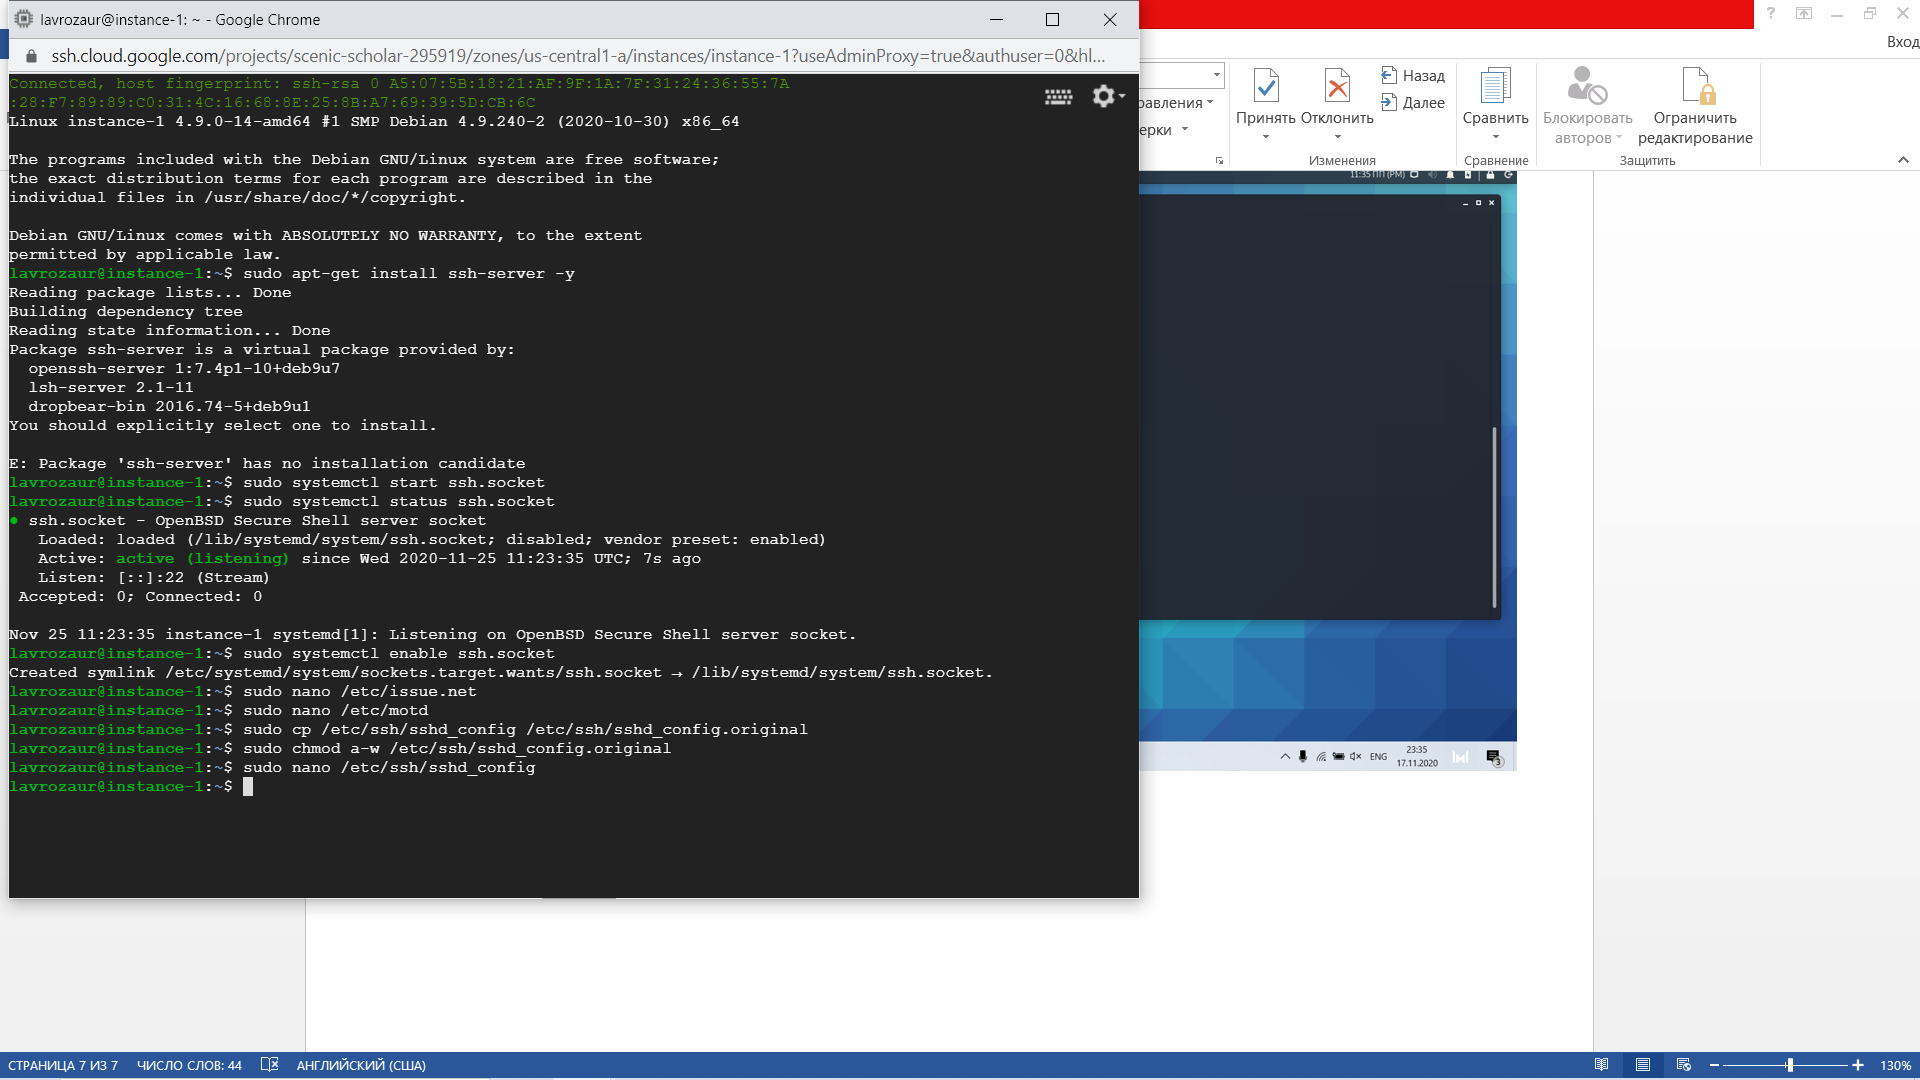 lavrozaur@instance-1: ~ - Google Chrome
ssh.cloud.google.com/projects/scenic-scholar-295919/zones/us-central1-a/instances/instance-1?useAdminProxy=true&authuser=0&hl...
Connected, host fingerprint: ssh-rsa 0 A5:07:5B:18:21:AF:9F:1A:7F:31:24:36:55:7A
:28:F7:89:89:C0:31:4C:16:68:8E:25:8B:A7:69:39:5D:CB:6C
Linux instance-1 4.9.0-14-amd64 #1 SMP Debian 4.9.240-2 (2020-10-30) x86_64
The programs included with the Debian GNU/Linux system are free software;
the exact distribution terms for each program are described in the
individual files in /usr/share/doc/*/copyright.
Debian GNU/Linux comes with ABSOLUTELY NO WARRANTY, to the extent
permitted by applicable law.
lavrozaur@instance-1:~$ sudo apt-get install ssh-server -y
Reading package lists... Done
Building dependency tree
Reading state information... Done
Package ssh-server is a virtual package provided by:
  openssh-server 1:7.4p1-10+deb9u7
  lsh-server 2.1-11
  dropbear-bin 2016.74-5+deb9u1
You should explicitly select one to install.
E: Package 'ssh-server' has no installation candidate
lavrozaur@instance-1:~$ sudo systemctl start ssh.socket
lavrozaur@instance-1:~$ sudo systemctl status ssh.socket
● ssh.socket - OpenBSD Secure Shell server socket
   Loaded: loaded (/lib/systemd/system/ssh.socket; disabled; vendor preset: enabled)
   Active: active (listening) since Wed 2020-11-25 11:23:35 UTC; 7s ago
   Listen: [::]:22 (Stream)
 Accepted: 0; Connected: 0
Nov 25 11:23:35 instance-1 systemd[1]: Listening on OpenBSD Secure Shell server socket.
lavrozaur@instance-1:~$ sudo systemctl enable ssh.socket
Created symlink /etc/systemd/system/sockets.target.wants/ssh.socket → /lib/systemd/system/ssh.socket.
lavrozaur@instance-1:~$ sudo nano /etc/issue.net
lavrozaur@instance-1:~$ sudo nano /etc/motd
lavrozaur@instance-1:~$ sudo cp /etc/ssh/sshd_config /etc/ssh/sshd_config.original
lavrozaur@instance-1:~$ sudo chmod a-w /etc/ssh/sshd_config.original
lavrozaur@instance-1:~$ sudo nano /etc/ssh/sshd_config
lavrozaur@instance-1:~$
Вход
равления
ерки
Принять
Отклонить
Назад
Далее
Изменения
Сравнить
Сравнение
Блокировать
авторов
Ограничить
редактирование
Защитить
11:35 ПП (PM)
ENG
23:35
17.11.2020
3
СТРАНИЦА 7 ИЗ 7
ЧИСЛО СЛОВ: 44
АНГЛИЙСКИЙ (США)
130%